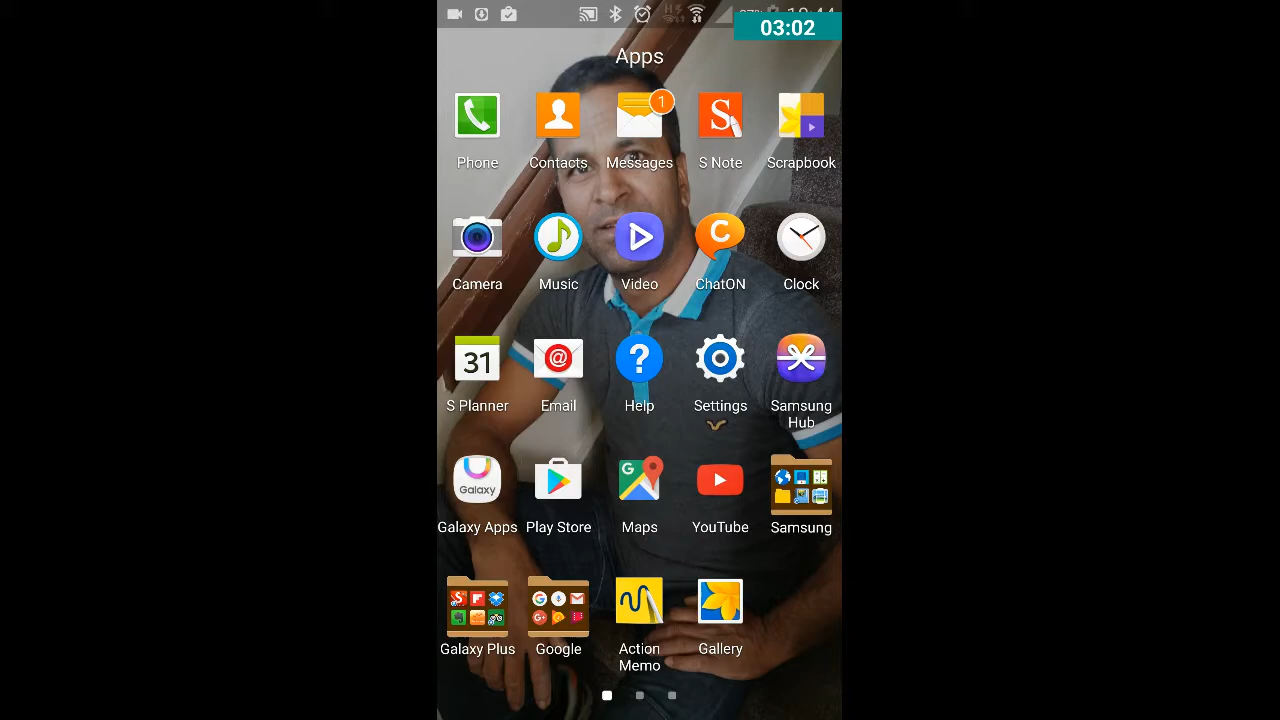 03:02
Apps
1
Phone
Contacts
Messages
S Note
Scrapbook
Camera
Music
Video
ChatON
Clock
31
S Planner
Email
Help
Settings
Samsung
Hub
Galaxy
Galaxy Apps
Play Store
Maps
YouTube
Samsung
Galaxy Plus
Google
Action
Memo
Gallery